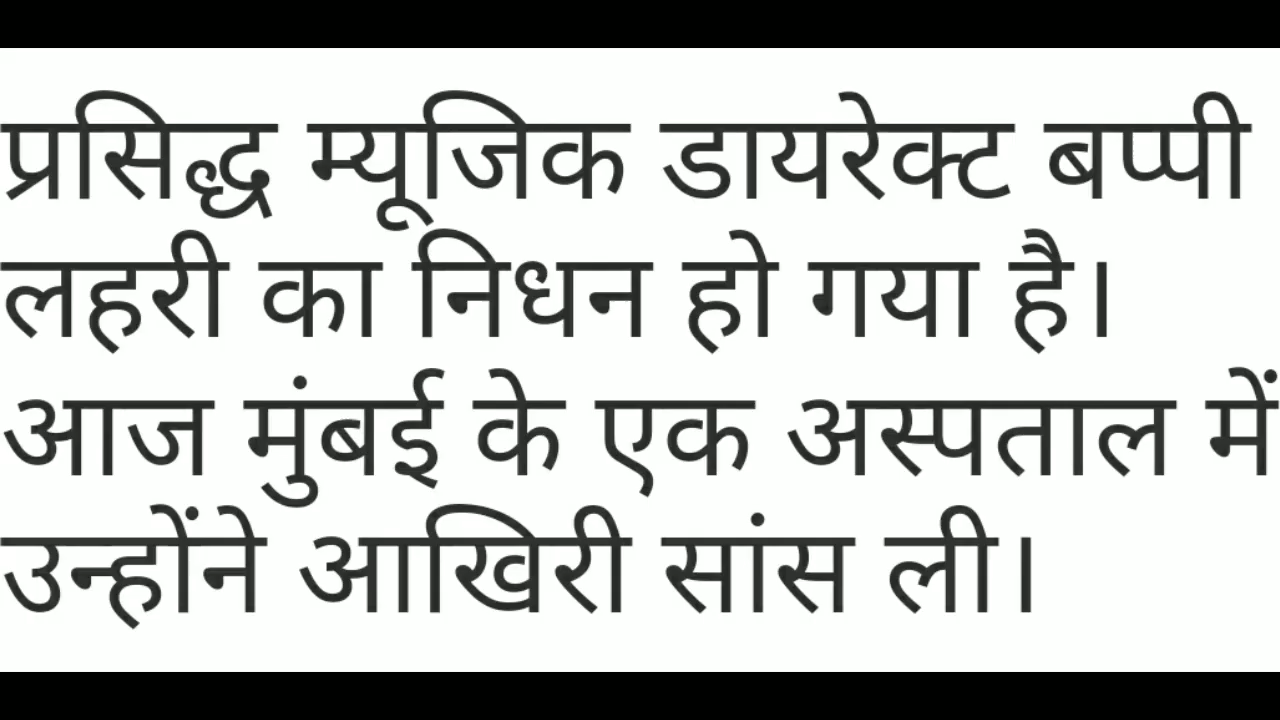 प्रसिद्ध म्यूजिक डायरेक्ट बप्पी
लहरी का निधन हो गया है।
आज मुंबई के एक अस्पताल में
उन्होंने आखिरी सांस ली।